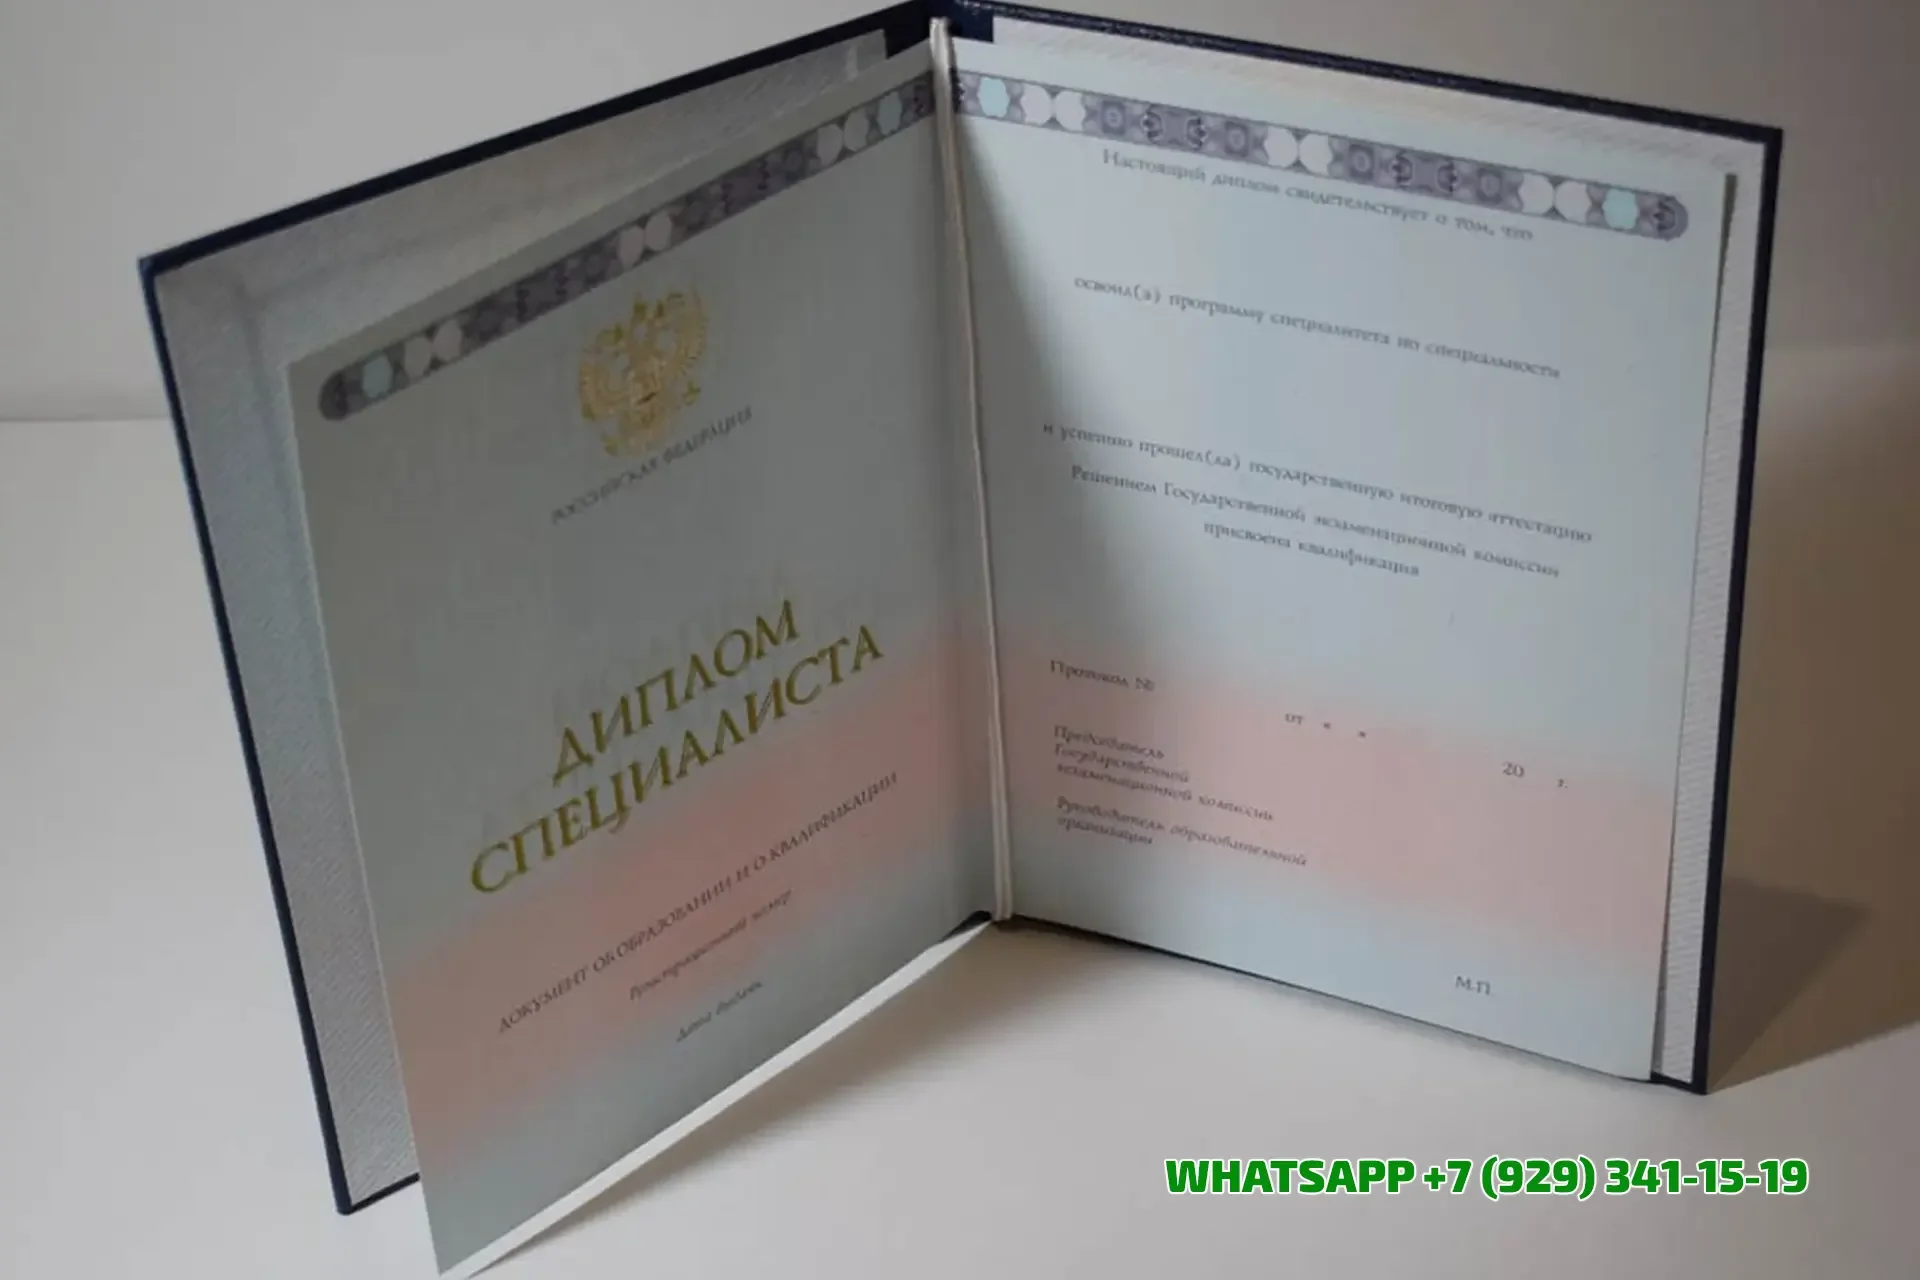 РОССИЙСКАЯ ФЕДЕРАЦИЯ
ДИПЛОМ
СПЕЦИАЛИСТА
ДОКУМЕНТ ОБ ОБРАЗОВАНИИ И О КВАЛИФИКАЦИИ
Регистрационный номер
Дата выдачи
Настоящий диплом свидетельствует о том, что
освоил(а) программу специалитета по специальности
и успешно прошел(ла) государственную итоговую аттестацию
Решением Государственной экзаменационной комиссии
присвоена квалификация
Протокол №
от « » 20 г.
Председатель
Государственной
экзаменационной комиссии
Руководитель образовательной
организации
М.П.
WHATSAPP +7 (929) 341-15-19